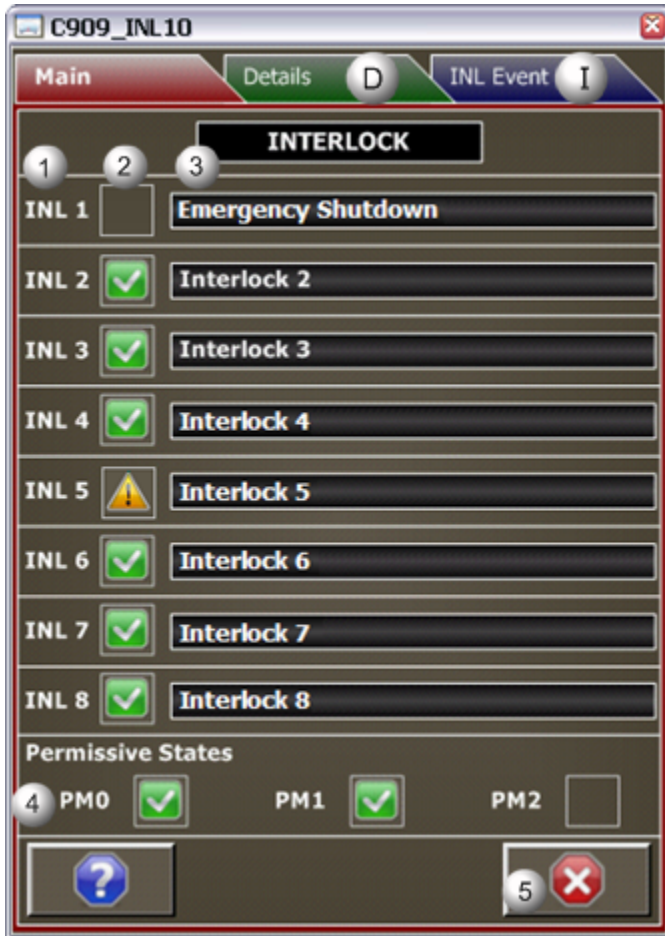 C909_INL10
Main Details D INL Event I
INTERLOCK
1 2 3
INL 1 Emergency Shutdown
INL 2 Interlock 2
INL 3 Interlock 3
INL 4 Interlock 4
INL 5 Interlock 5
INL 6 Interlock 6
INL 7 Interlock 7
INL 8 Interlock 8
Permissive States
4 PM0 PM1 PM2
? 5